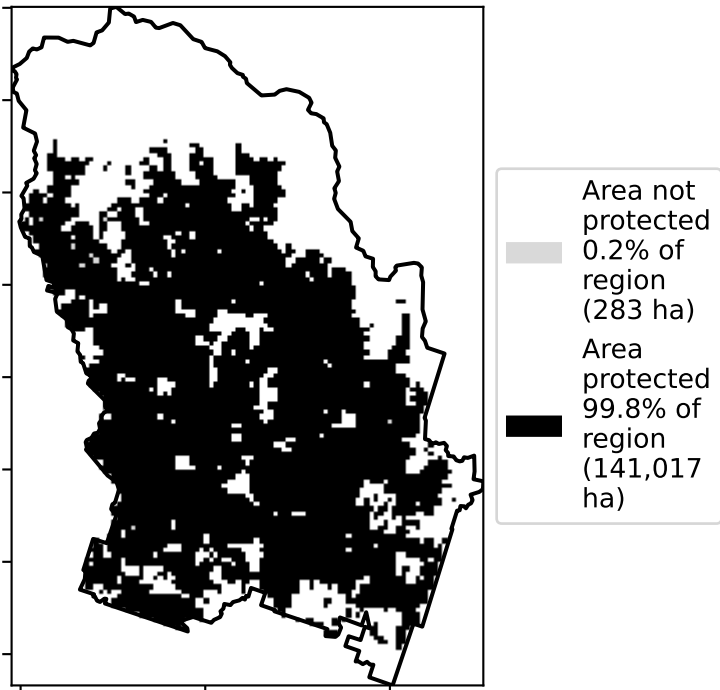 Area not
protected
0.2% of
region
(283 ha)
Area
protected
99.8% of
region
(141,017
ha)